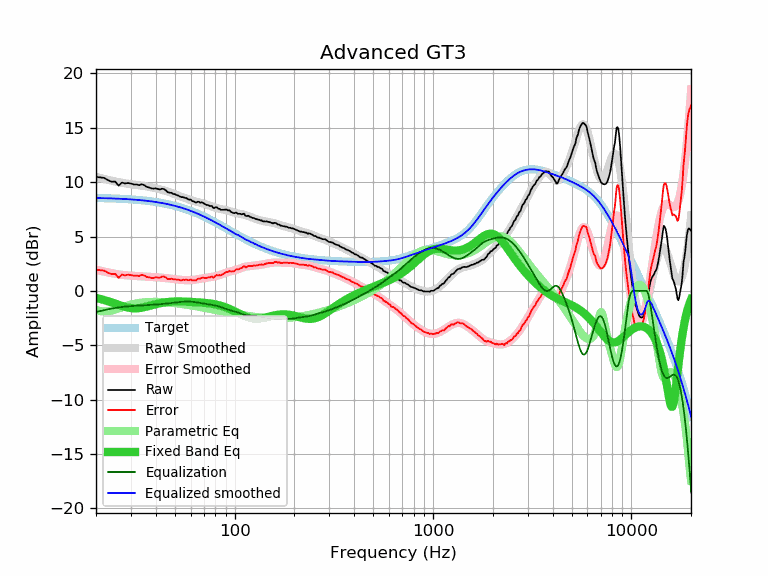 Advanced GT3
20
15
10
5
0
−5
−10
−15
−20
Amplitude (dBr)
Target
Raw Smoothed
Error Smoothed
Raw
Error
Parametric Eq
Fixed Band Eq
Equalization
Equalized smoothed
100
1000
10000
Frequency (Hz)